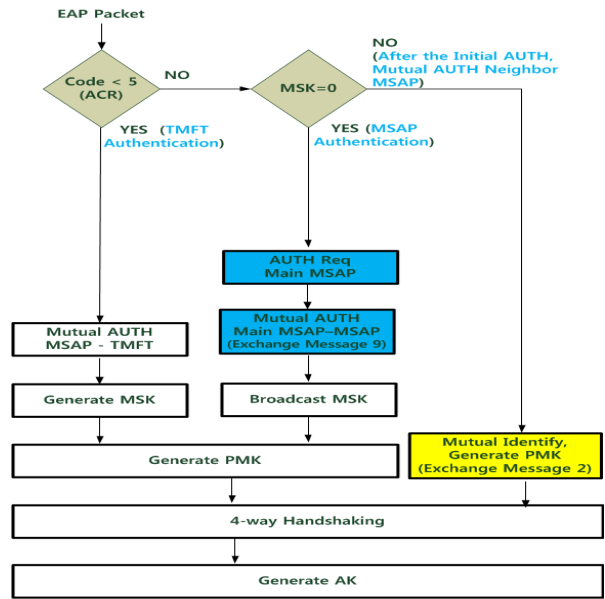 EAP Packet
Code < 5
(ACR)
NO
MSK=0
NO
(After the Initial AUTH,
Mutual AUTH Neighbor
MSAP)
YES (TMFT
Authentication)
YES (MSAP
Authentication)
AUTH Req
Main MSAP
Mutual AUTH
MSAP - TMFT
Mutual AUTH
Main MSAP–MSAP
(Exchange Message 9)
Generate MSK
Broadcast MSK
Generate PMK
Mutual Identify,
Generate PMK
(Exchange Message 2)
4-way Handshaking
Generate AK